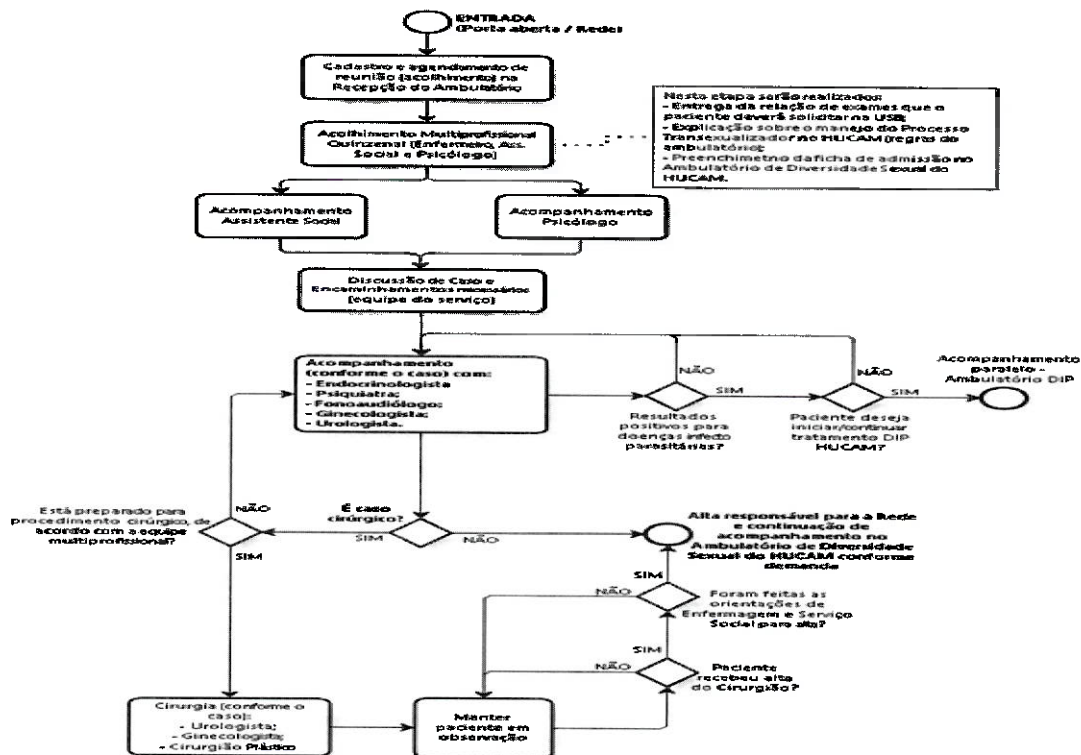 ENTRADA
(Porta aberta / Rede)
Cadastro e agendamento de
reunião (acolhimento) na
Recepção do Ambulatório
Acolhimento Multiprofissional
Quinzenal (Enfermeiro, Ass.
Social e Psicólogo)
Nesta etapa serão realizados:
- Entrega da relação de exames que o
paciente deverá solicitar na USB;
- Explicação sobre o manejo do Processo
Transexualizador no HUCAM (regras do
ambulatório);
- Preenchimetno da ficha de admissão no
Ambulatório de Diversidade Sexual do
HUCAM.
Acompanhamento
Assistente Social
Acompanhamento
Psicólogo
Discussão de Caso e
Encaminhamentos necessários
(equipe do serviço)
Acompanhamento
(conforme o caso) com:
- Endocrinologista
- Psiquiatra;
- Fonoaudiólogo;
- Ginecologista;
- Urologista.
NÃO
SIM
Resultados
positivos para
doenças infecto
parasitárias?
NÃO
SIM
Paciente deseja
iniciar/continuar
tratamento DIP
HUCAM?
Acompanhamento
paralelo -
Ambulatório DIP
Está preparado para
procedimento cirúrgico, de
acordo com a equipe
multiprofissional?
NÃO
SIM
É caso
cirúrgico?
SIM
NÃO
Alta responsável para a Rede
e continuação de
acompanhamento no
Ambulatório de Diversidade
Sexual do HUCAM conforme
demanda
SIM
NÃO
Foram feitas as
orientações de
Enfermagem e Serviço
Social para alta?
SIM
NÃO
Paciente
recebeu alta
do Cirurgião?
Cirurgia (conforme o
caso):
- Urologista;
- Ginecologista;
- Cirurgião Plástico
Manter
paciente em
observação